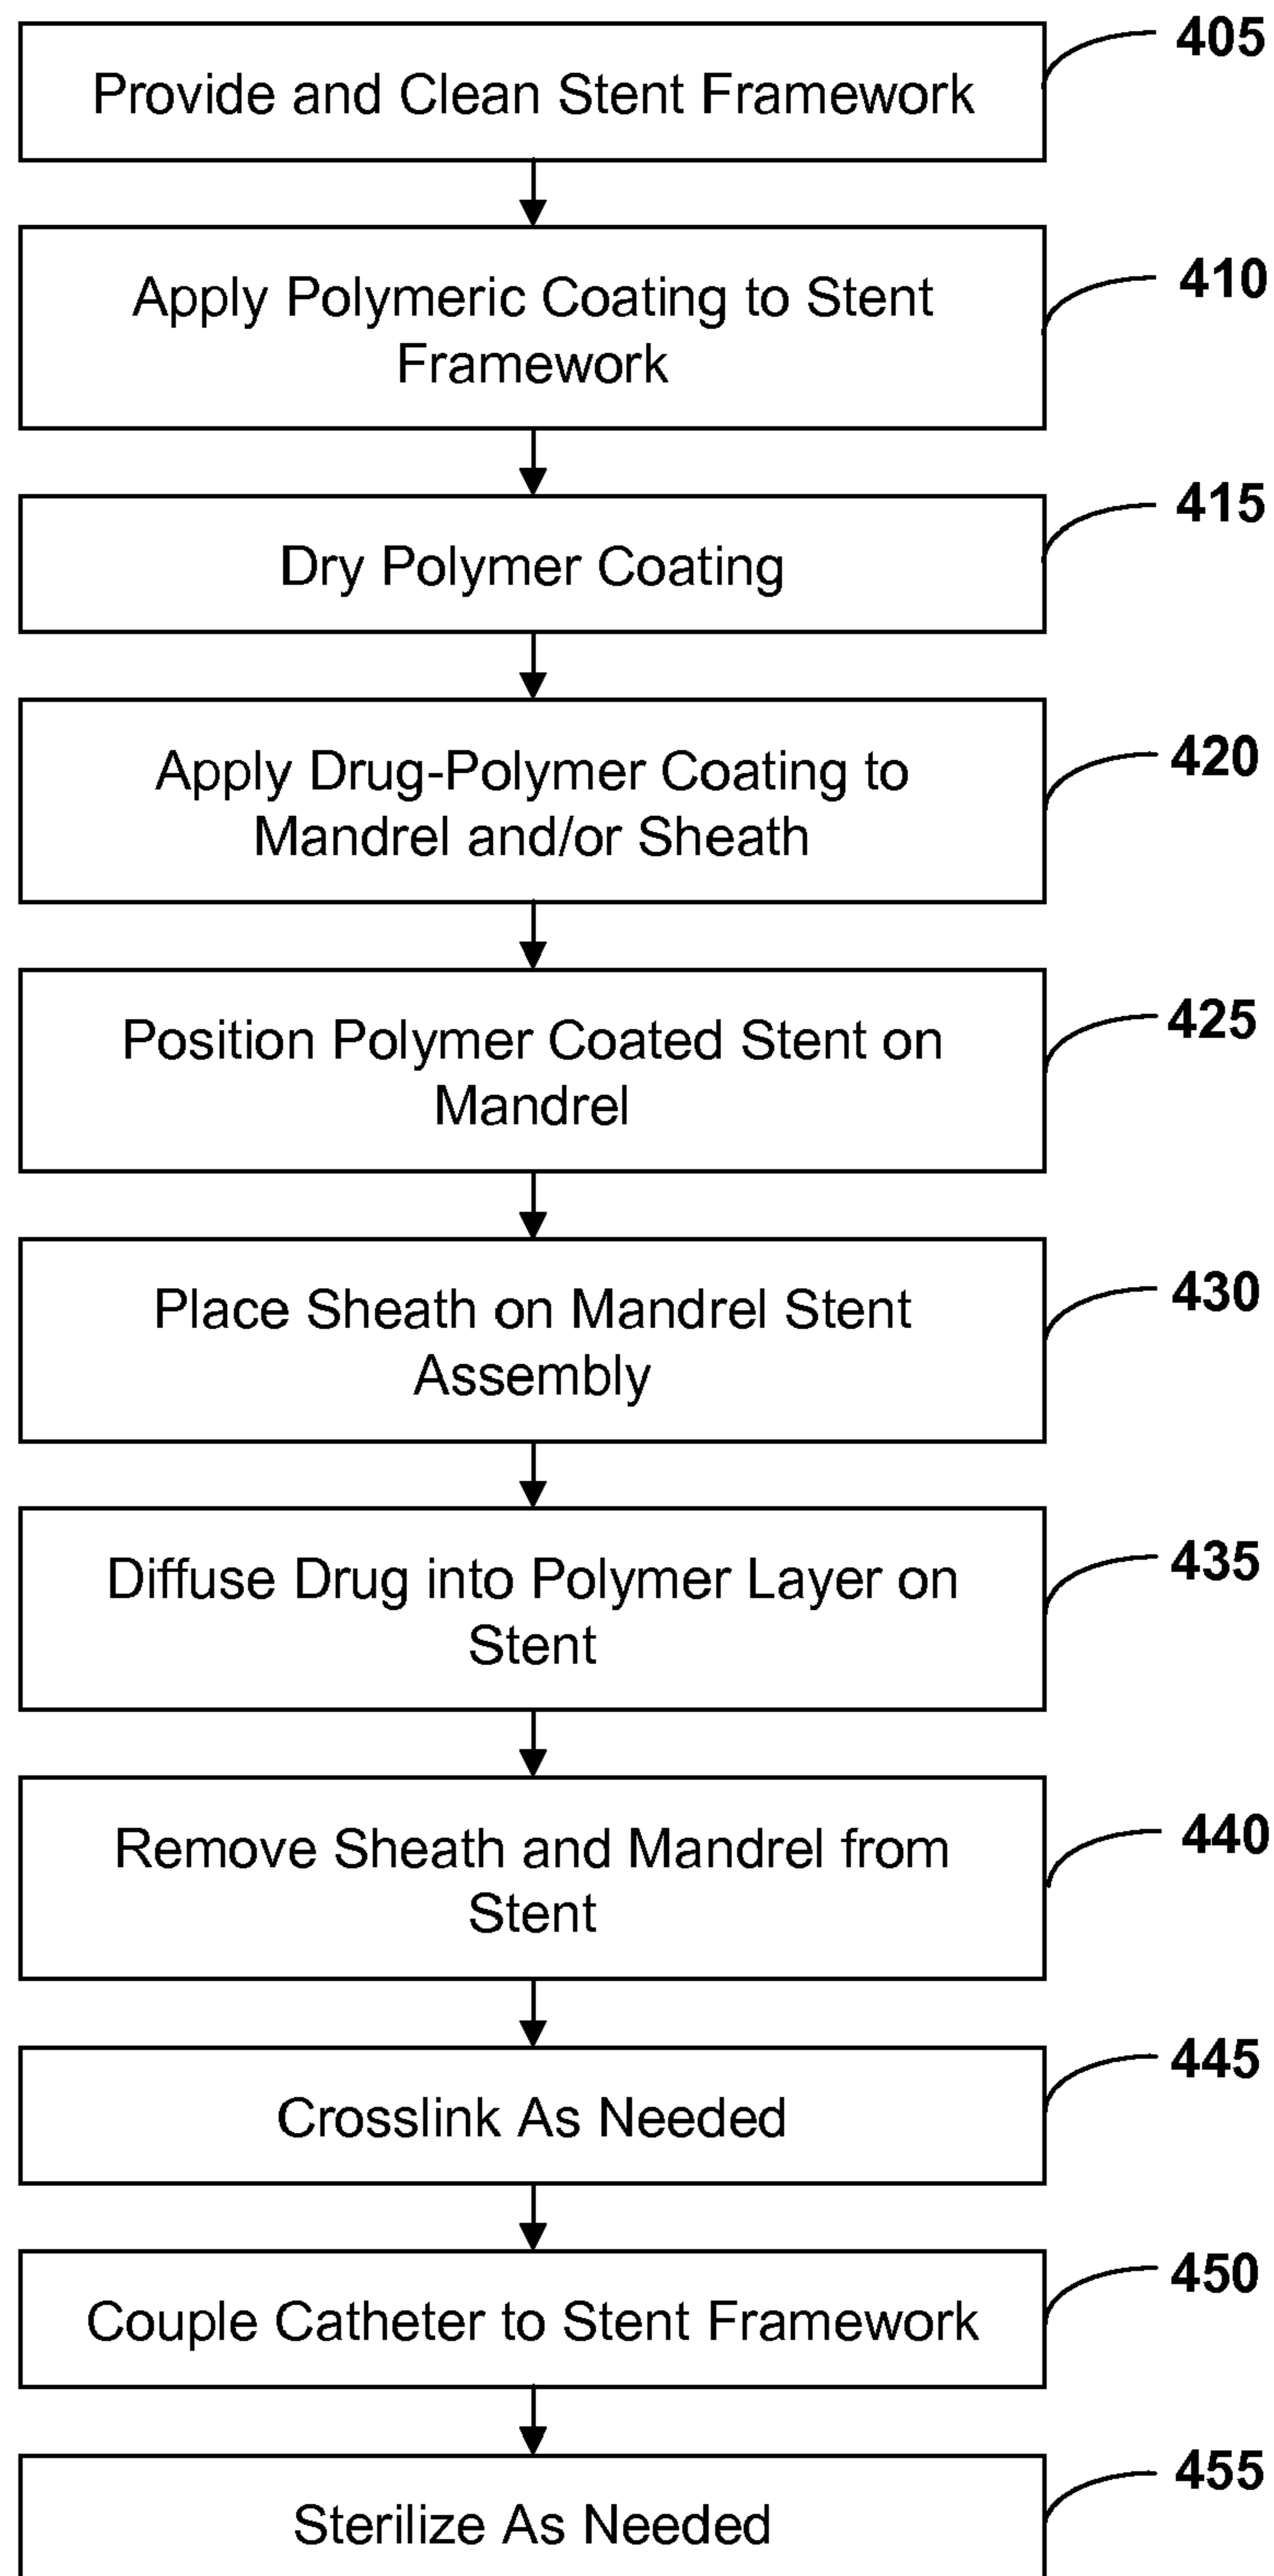 405
Provide and Clean Stent Framework
410
Apply Polymeric Coating to Stent
Framework
415
Dry Polymer Coating
420
Apply Drug-Polymer Coating to
Mandrel and/or Sheath
425
Position Polymer Coated Stent on
Mandrel
430
Place Sheath on Mandrel Stent
Assembly
435
Diffuse Drug into Polymer Layer on
Stent
440
Remove Sheath and Mandrel from
Stent
445
Crosslink As Needed
450
Couple Catheter to Stent Framework
455
Sterilize As Needed